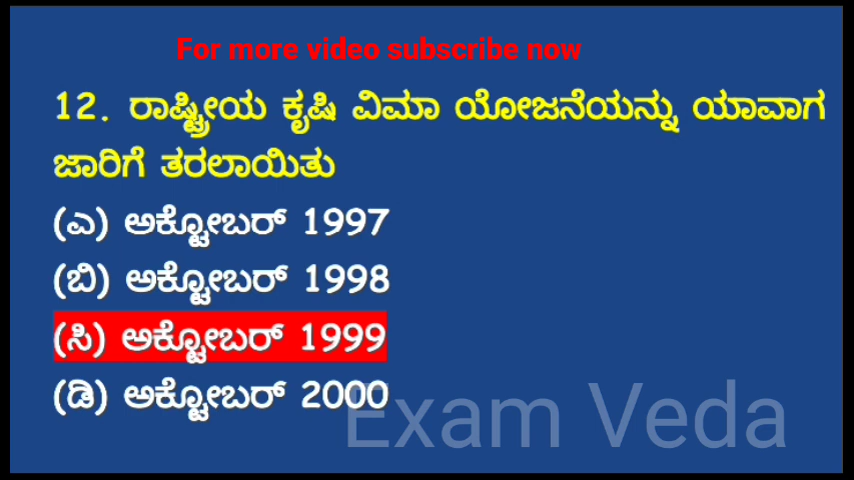 For more video subscribe now
12. ರಾಷ್ಟ್ರೀಯ ಕೃಷಿ ವಿಮಾ ಯೋಜನೆಯನ್ನು ಯಾವಾಗ
ಜಾರಿಗೆ ತರಲಾಯಿತು
(ಎ) ಅಕ್ಟೋಬರ್ 1997
(ಬಿ) ಅಕ್ಟೋಬರ್ 1998
(ಸಿ) ಅಕ್ಟೋಬರ್ 1999
(ಡಿ) ಅಕ್ಟೋಬರ್ 2000
Exam Veda